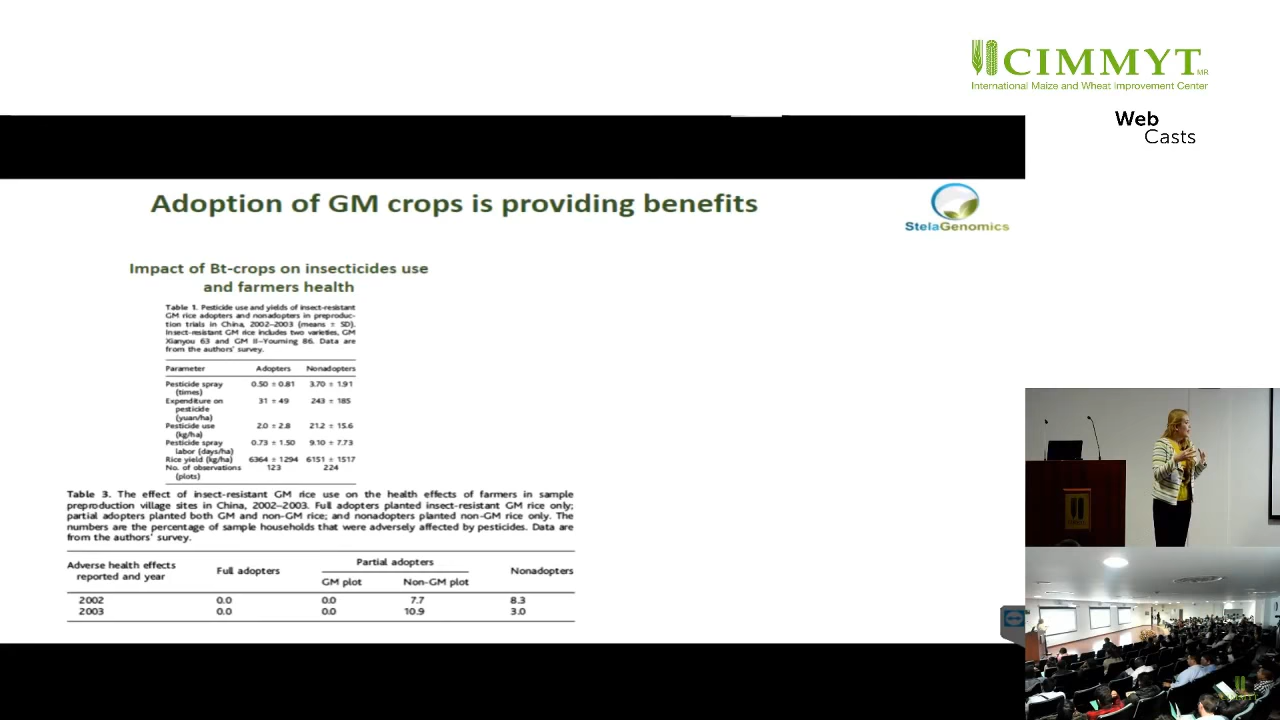 CIMMYT MR
International Maize and Wheat Improvement Center
Web
Casts
Adoption of GM crops is providing benefits
StelaGenomics
Impact of Bt-crops on insecticides use
and farmers health
Table 1. Pesticide use and yields of insect-resistant
GM rice adopters and nonadopters in preproduc-
tion trials in China, 2002–2003 (means ± SD).
Insect-resistant GM rice includes two varieties, GM
Xianyou 63 and GM II–Youming 86. Data are
from the authors' survey.
Parameter Adopters Nonadopters
Pesticide spray 0.50 ± 0.81 3.70 ± 1.91
(times)
Expenditure on 31 ± 49 243 ± 185
pesticide
(yuan/ha)
Pesticide use 2.0 ± 2.8 21.2 ± 15.6
(kg/ha)
Pesticide spray 0.73 ± 1.50 9.10 ± 7.73
labor (days/ha)
Rice yield (kg/ha) 6364 ± 1294 6151 ± 1517
No. of observations 123 224
(plots)
Table 3. The effect of insect-resistant GM rice use on the health effects of farmers in sample
preproduction village sites in China, 2002–2003. Full adopters planted insect-resistant GM rice only;
partial adopters planted both GM and non-GM rice; and nonadopters planted non-GM rice only. The
numbers are the percentage of sample households that were adversely affected by pesticides. Data are
from the authors' survey.
Adverse health effects
reported and year
Full adopters
Partial adopters
GM plot Non-GM plot
Nonadopters
2002 0.0 0.0 7.7 8.3
2003 0.0 0.0 10.9 3.0